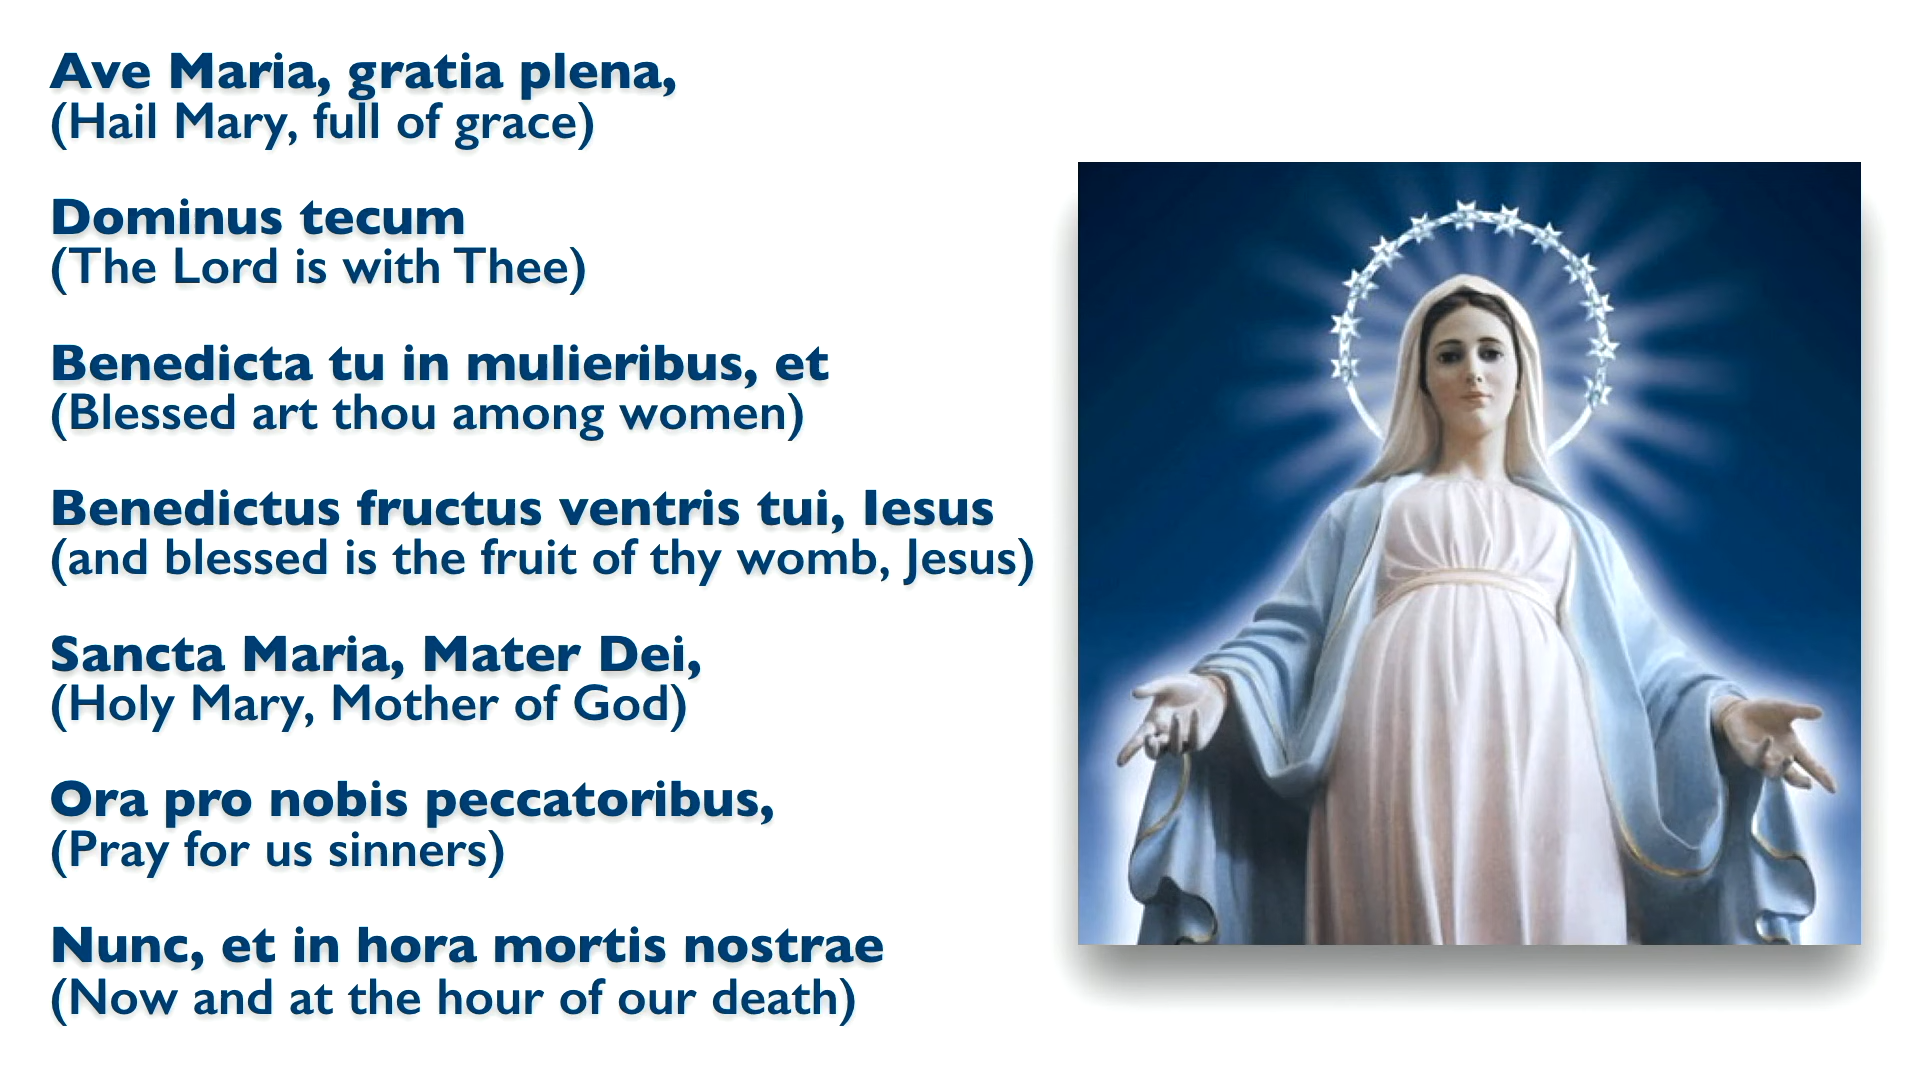 Ave Maria, gratia plena,
(Hail Mary, full of grace)
Dominus tecum
(The Lord is with Thee)
Benedicta tu in mulieribus, et
(Blessed art thou among women)
Benedictus fructus ventris tui, Iesus
(and blessed is the fruit of thy womb, Jesus)
Sancta Maria, Mater Dei,
(Holy Mary, Mother of God)
Ora pro nobis peccatoribus,
(Pray for us sinners)
Nunc, et in hora mortis nostrae
(Now and at the hour of our death)